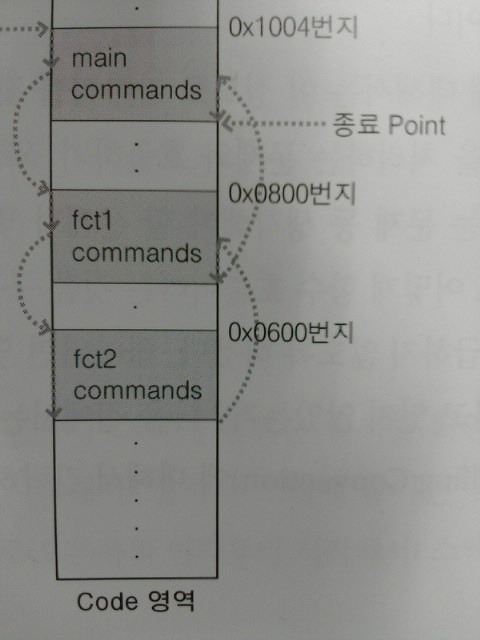 0x1004번지
main
commands
종료 Point
0x0800번지
fct1
commands
0x0600번지
fct2
commands
Code 영역